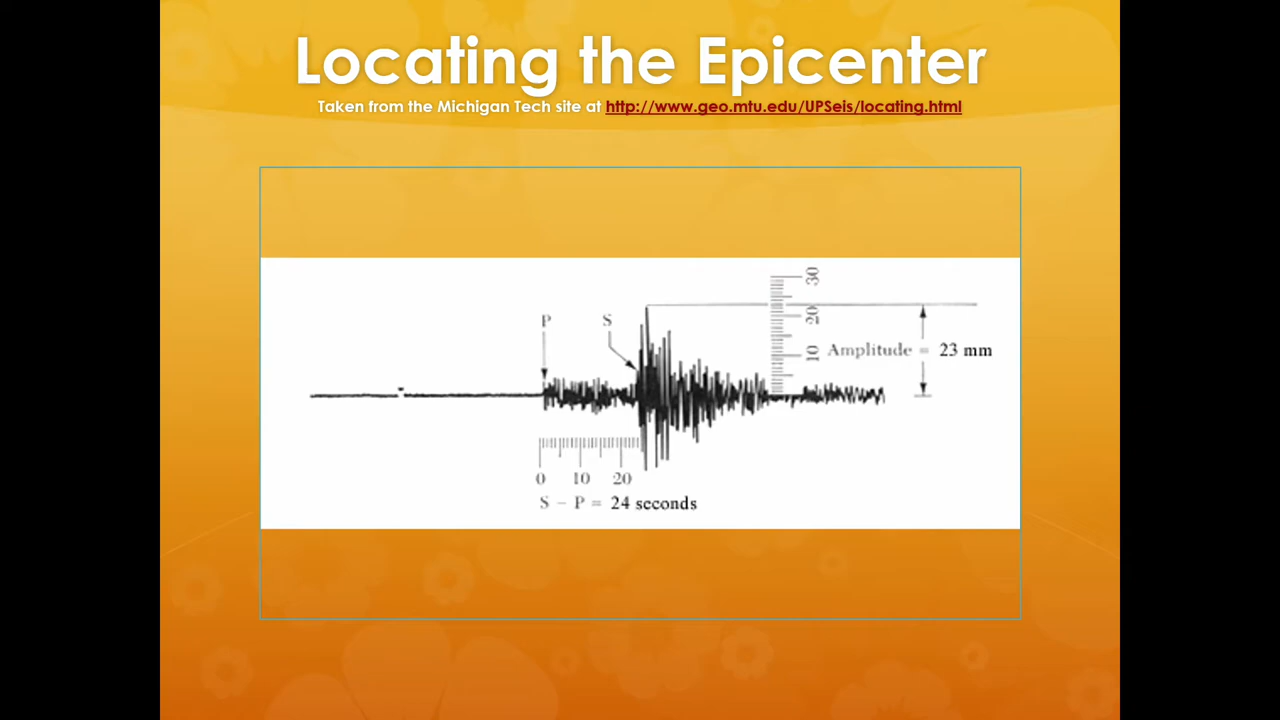 Locating the Epicenter
Taken from the Michigan Tech site at http://www.geo.mtu.edu/UPSeis/locating.html
P
S
30
20
10
Amplitude = 23 mm
0 10 20
S - P = 24 seconds